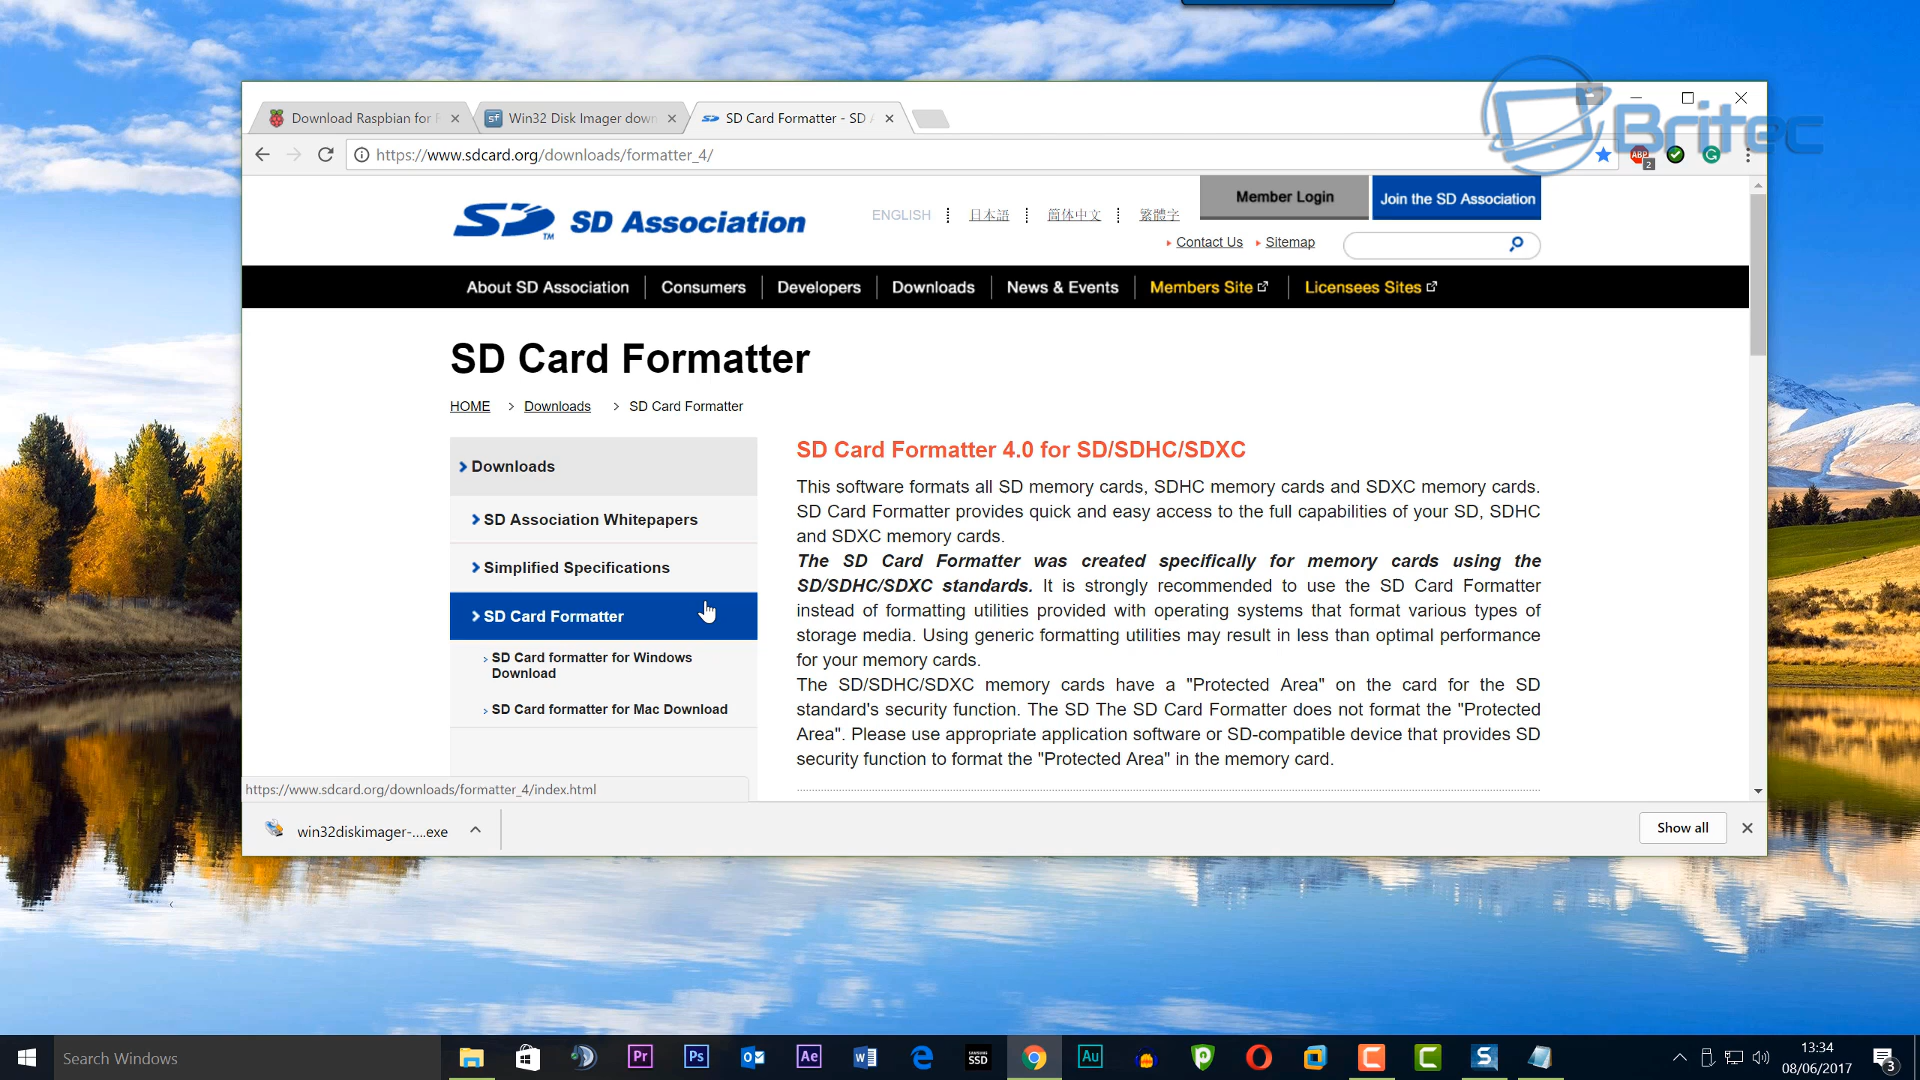 Britec
Download Raspbian for
Win32 Disk Imager down
SD Card Formatter - SD
https://www.sdcard.org/downloads/formatter_4/
ABP
2
SD Association
TM
ENGLISH
日本語
简体中文
繁體字
Member Login
Join the SD Association
Contact Us
Sitemap
About SD Association
Consumers
Developers
Downloads
News & Events
Members Site
Licensees Sites
SD Card Formatter
HOME > Downloads > SD Card Formatter
Downloads
SD Association Whitepapers
Simplified Specifications
SD Card Formatter
SD Card formatter for Windows
Download
SD Card formatter for Mac Download
SD Card Formatter 4.0 for SD/SDHC/SDXC
This software formats all SD memory cards, SDHC memory cards and SDXC memory cards.
SD Card Formatter provides quick and easy access to the full capabilities of your SD, SDHC
and SDXC memory cards.
The SD Card Formatter was created specifically for memory cards using the
SD/SDHC/SDXC standards. It is strongly recommended to use the SD Card Formatter
instead of formatting utilities provided with operating systems that format various types of
storage media. Using generic formatting utilities may result in less than optimal performance
for your memory cards.
The SD/SDHC/SDXC memory cards have a "Protected Area" on the card for the SD
standard's security function. The SD The SD Card Formatter does not format the "Protected
Area". Please use appropriate application software or SD-compatible device that provides SD
security function to format the "Protected Area" in the memory card.
https://www.sdcard.org/downloads/formatter_4/index.html
win32diskimager-....exe
Show all
Search Windows
Pr
Ps
Ae
SAMSUNG
SSD
Au
13:34
08/06/2017
3